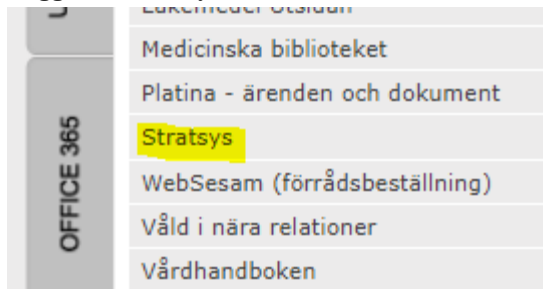 Medicinska biblioteket
Platina - ärenden och dokument
Stratsys
WebSesam (förrådsbeställning)
Våld i nära relationer
Vårdhandboken
OFFICE 365